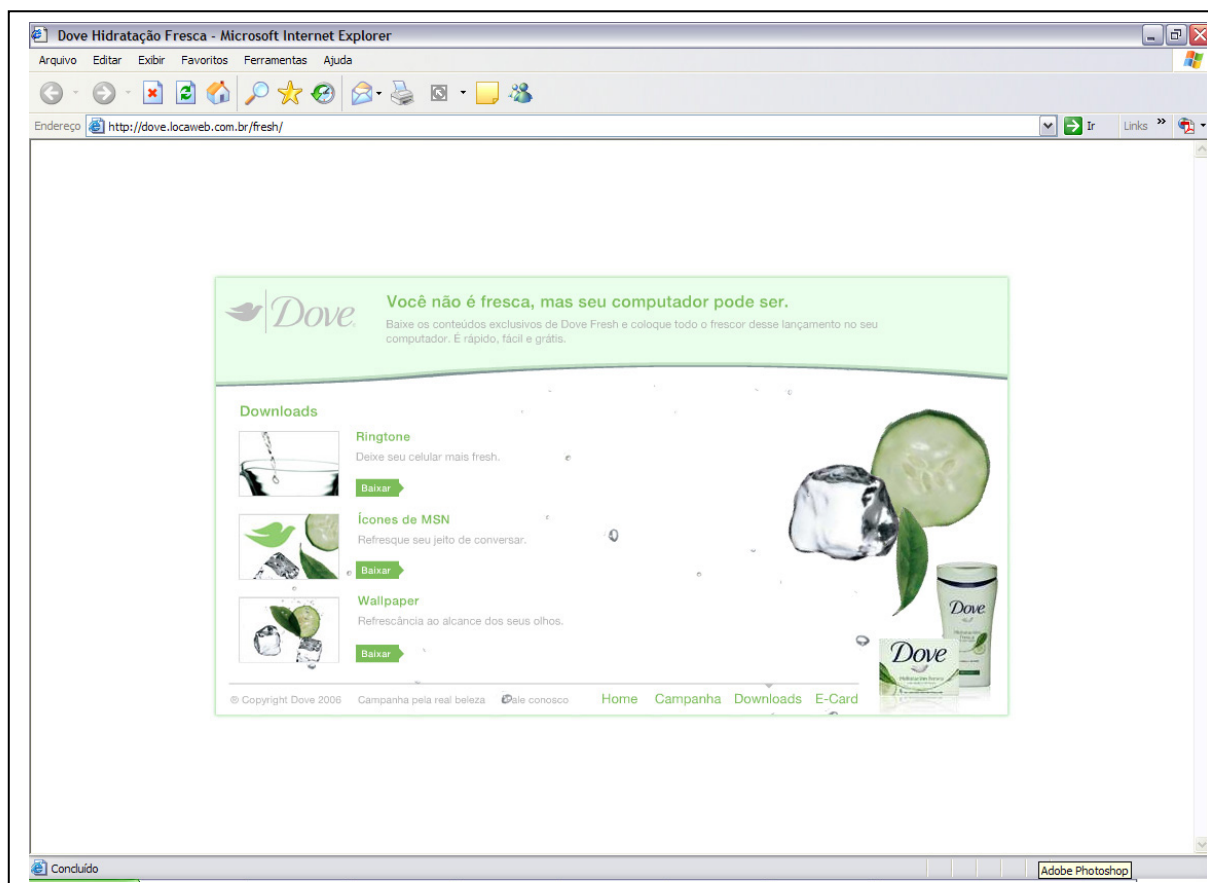 Dove Hidratação Fresca - Microsoft Internet Explorer
Arquivo Editar Exibir Favoritos Ferramentas Ajuda
Endereço http://dove.locaweb.com.br/fresh/ Ir Links »
Dove
Você não é fresca, mas seu computador pode ser.
Baixe os conteúdos exclusivos de Dove Fresh e coloque todo o frescor desse lançamento no seu
computador. É rápido, fácil e grátis.
Downloads
Ringtone
Deixe seu celular mais fresh.
Baixar
Ícones de MSN
Refresque seu jeito de conversar.
Baixar
Wallpaper
Refrescância ao alcance dos seus olhos.
Baixar
Dove
Dove
® Copyright Dove 2006 Campanha pela real beleza conosco Home Campanha Downloads E-Card
Concluído
Adobe Photoshop